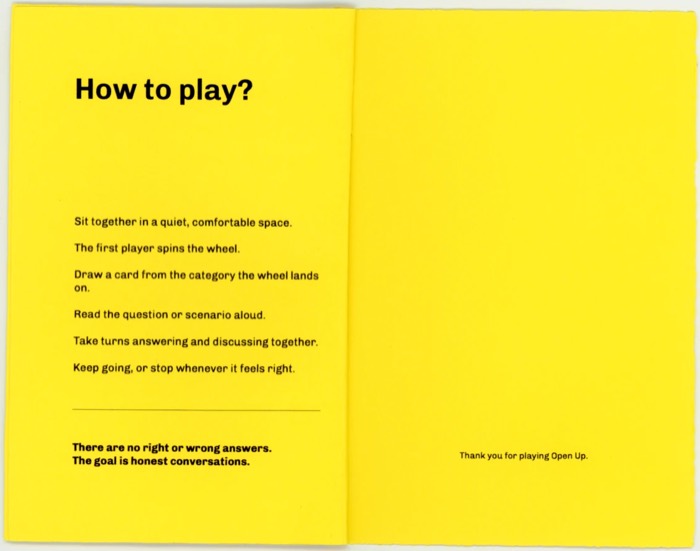 How to play?
Sit together in a quiet, comfortable space.
The first player spins the wheel.
Draw a card from the category the wheel lands
on.
Read the question or scenario aloud.
Take turns answering and discussing together.
Keep going, or stop whenever it feels right.
There are no right or wrong answers.
The goal is honest conversations.
Thank you for playing Open Up.